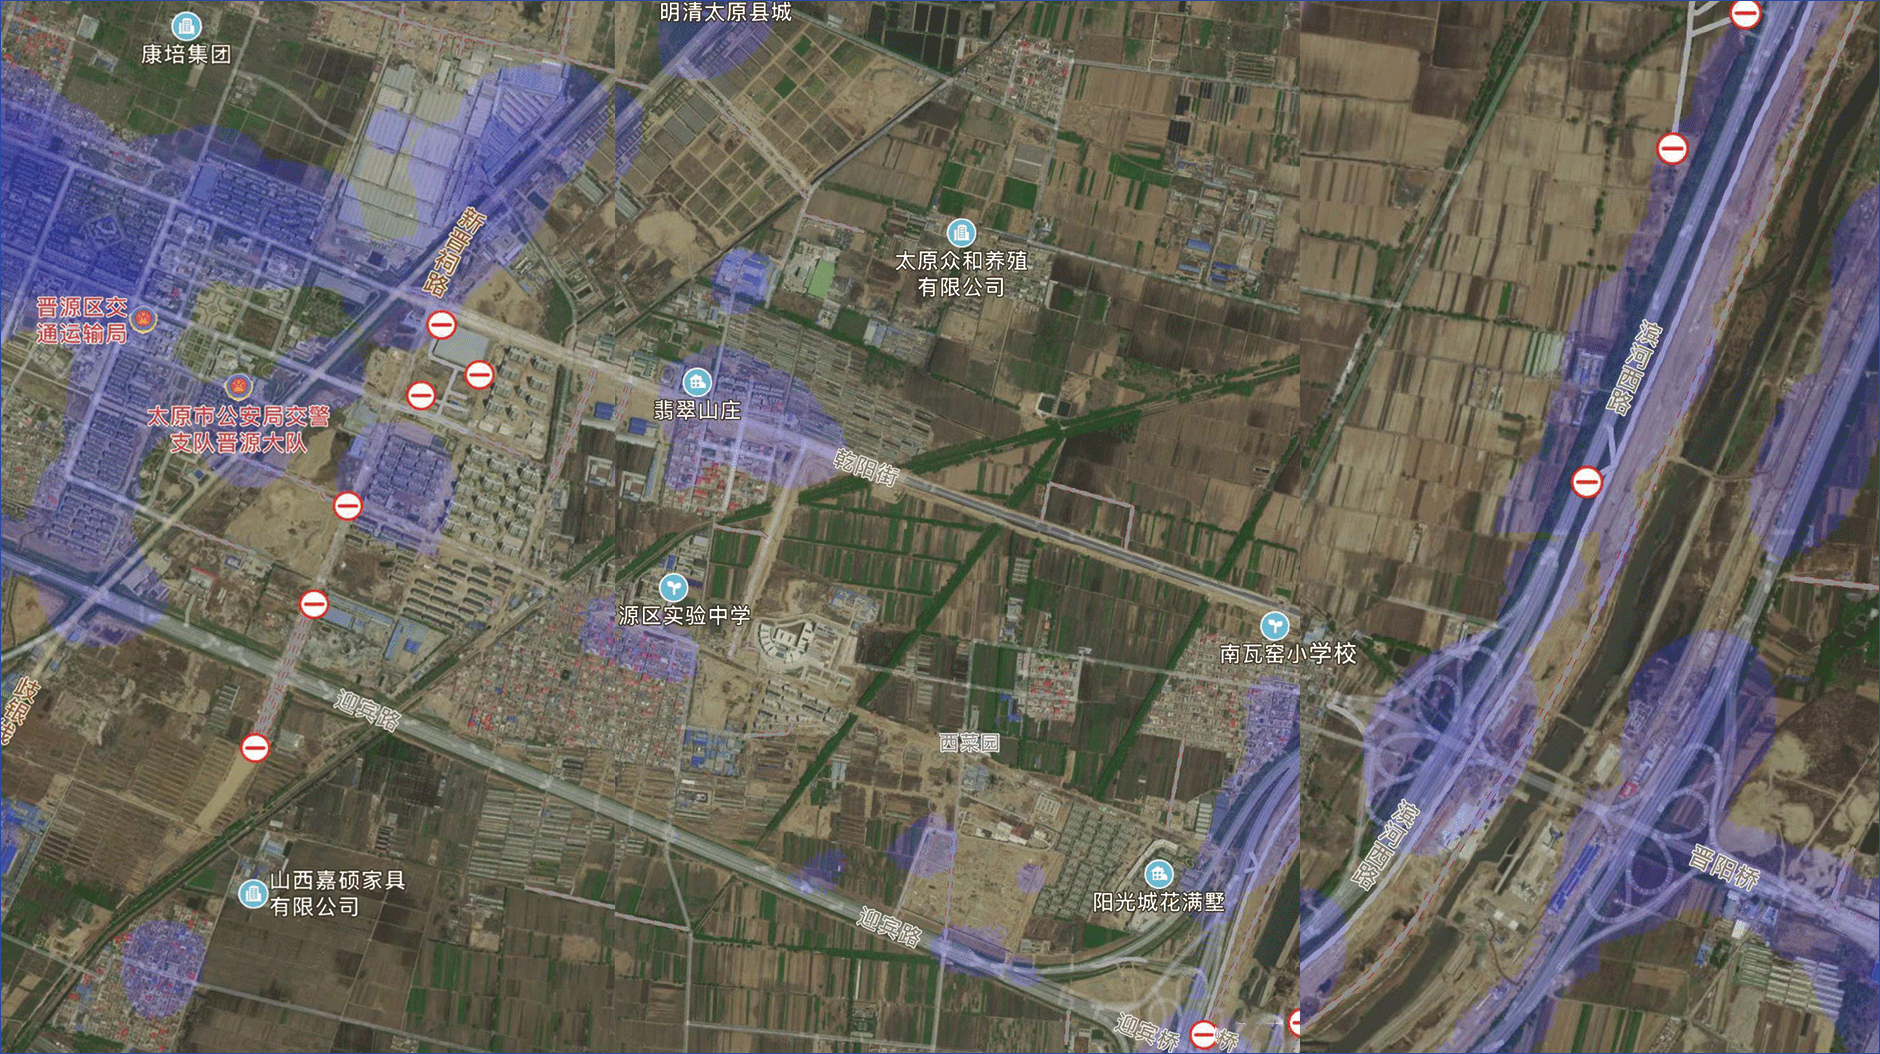 明清太原县城
康培集团
新晋祠路
太原众和养殖
有限公司
晋源区交
通运输局
太原市公安局交警
支队晋源大队
翡翠山庄
滨河西路
乾阳街
源区实验中学
南瓦窑小学校
迎宾路
西菜园
滨河西路
晋阳桥
山西嘉硕家具
有限公司
阳光城花满墅
迎宾路
迎宾桥
桥